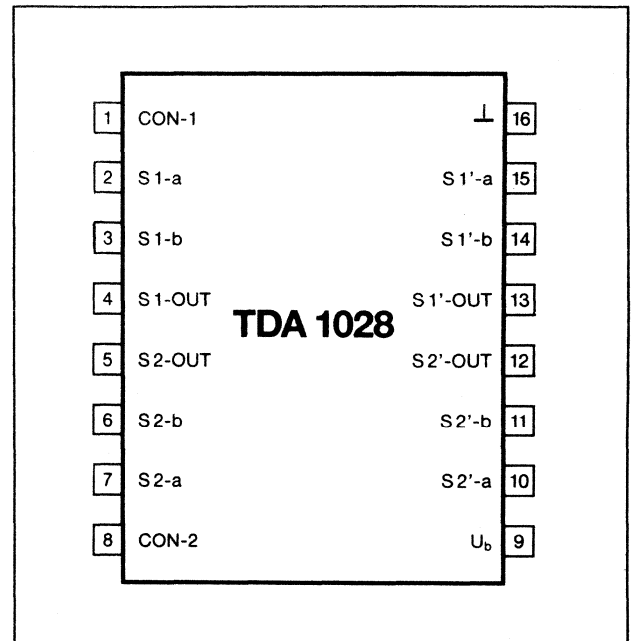 1 CON-1 ⊥ 16
2 S1-a S1'-a 15
3 S1-b S1'-b 14
4 S1-OUT S1'-OUT 13
TDA 1028
5 S2-OUT S2'-OUT 12
6 S2-b S2'-b 11
7 S2-a S2'-a 10
8 CON-2 U_b 9